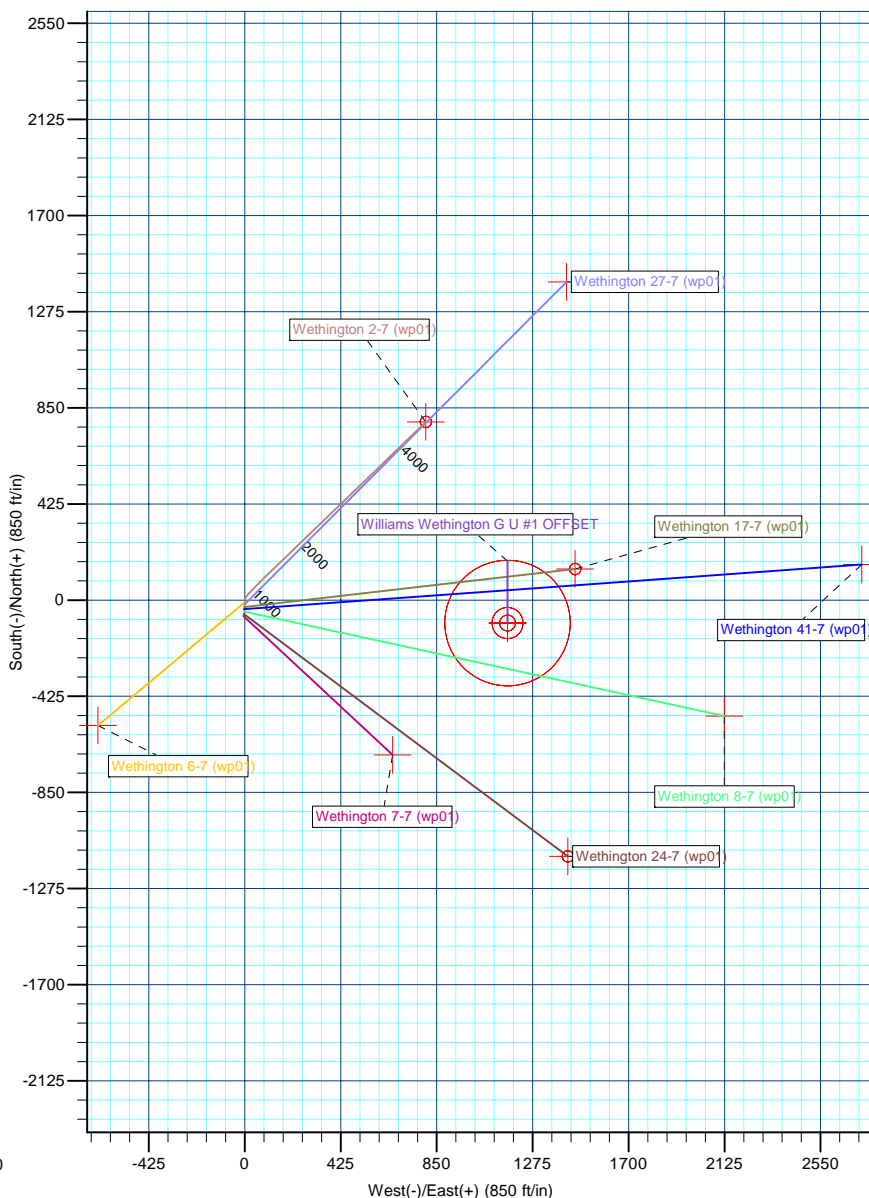 2550
2125
1700
1275
850
425
0
-425
-850
-1275
-1700
-2125
South(-)/North(+) (850 ft/in)
Wethington 27-7 (wp01)
Wethington 2-7 (wp01)
4000
Williams Wethington G U #1 OFFSET
Wethington 17-7 (wp01)
2000
1000
Wethington 41-7 (wp01)
Wethington 6-7 (wp01)
Wethington 8-7 (wp01)
Wethington 7-7 (wp01)
Wethington 24-7 (wp01)
0 -425 0 425 850 1275 1700 2125 2550
West(-)/East(+) (850 ft/in)